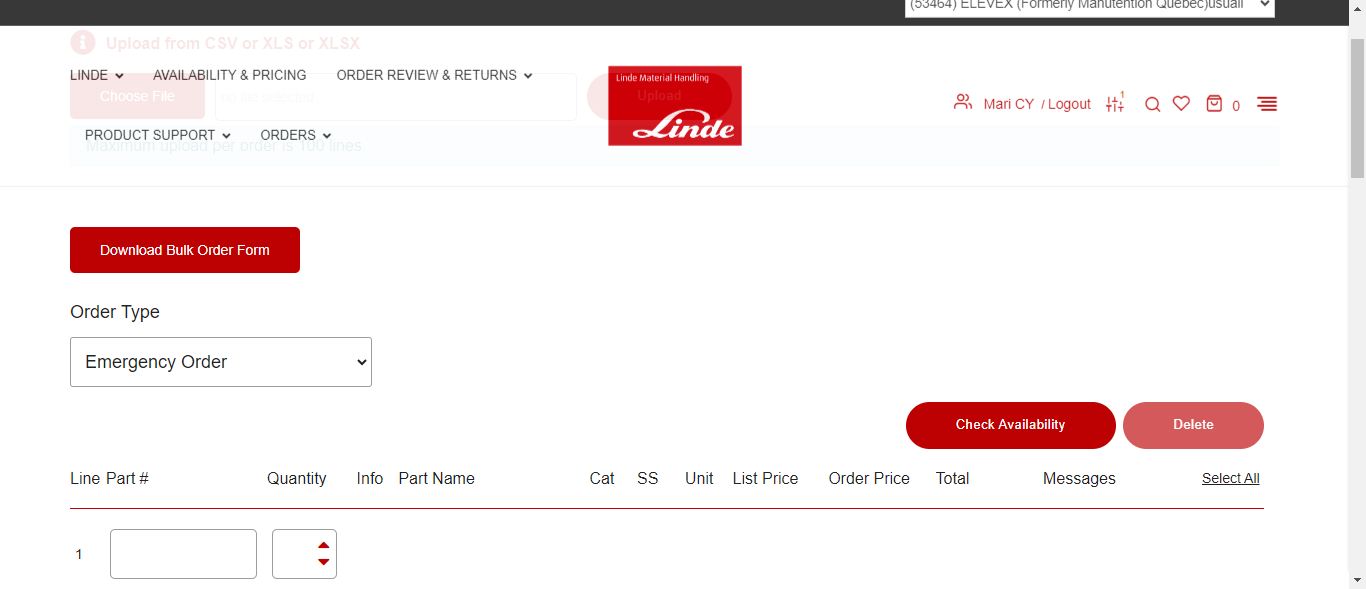 (53464) ELEVEX (Formerly Manutention Quebec)usuall
Upload from CSV or XLS or XLSX
LINDE
AVAILABILITY & PRICING
ORDER REVIEW & RETURNS
Linde Material Handling
Linde
Choose File
no file selected
Upload
Mari CY / Logout
1
0
PRODUCT SUPPORT
ORDERS
Maximum upload per order is 100 lines
Download Bulk Order Form
Order Type
Emergency Order
Check Availability
Delete
Line Part # Quantity Info Part Name Cat SS Unit List Price Order Price Total Messages Select All
1